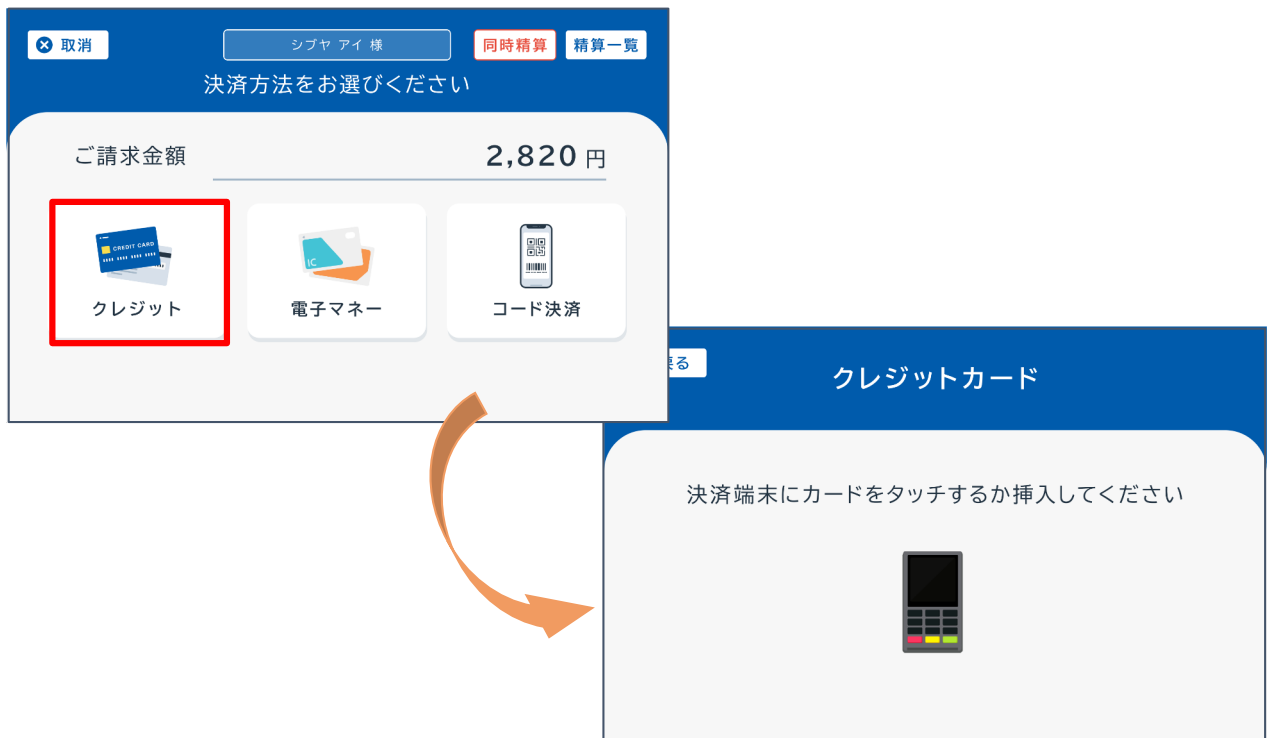 取消
シブヤ アイ 様
同時精算
精算一覧
決済方法をお選びください
ご請求金額
2,820 円
CREDIT CARD
IC
クレジット
電子マネー
コード決済
る
クレジットカード
決済端末にカードをタッチするか挿入してください